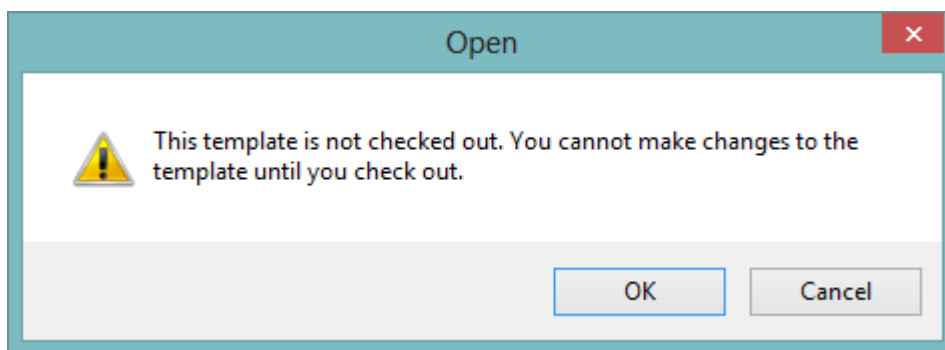 Open
This template is not checked out. You cannot make changes to the
template until you check out.
OK
Cancel